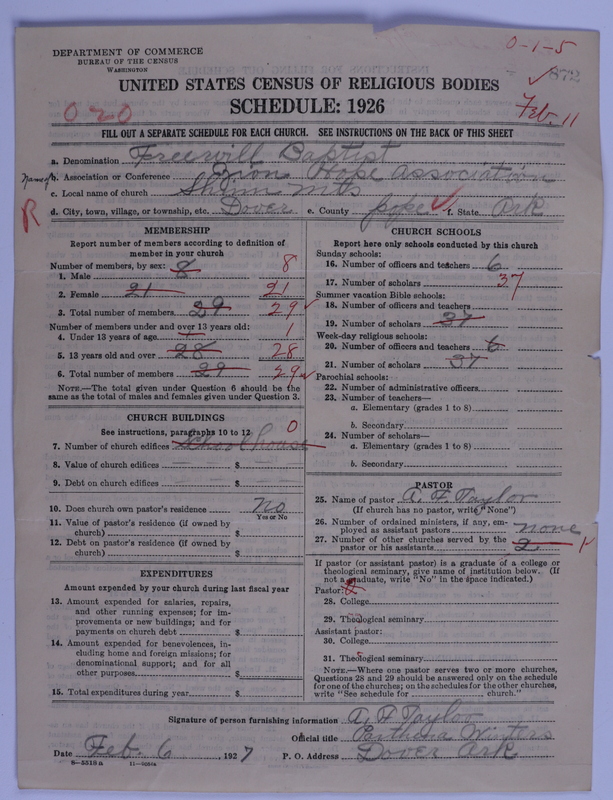 0-1-5
DEPARTMENT OF COMMERCE
BUREAU OF THE CENSUS
WASHINGTON
872
UNITED STATES CENSUS OF RELIGIOUS BODIES
SCHEDULE: 1926
020
Feb. 11
FILL OUT A SEPARATE SCHEDULE FOR EACH CHURCH. SEE INSTRUCTIONS ON THE BACK OF THIS SHEET
a. Denomination Freewill Baptist
Name of b. Association or Conference Union Hope Association
c. Local name of church Shinn Mts
d. City, town, village, or township, etc. Dover e. County pope f. State Ark
R
MEMBERSHIP
Report number of members according to definition of
member in your church
Number of members, by sex:
1. Male 8 8
2. Female 21 21
3. Total number of members 29 29
Number of members under and over 13 years old:
4. Under 13 years of age 1 1
5. 13 years old and over 28 28
6. Total number of members 29 29
NOTE.—The total given under Question 6 should be the
same as the total of males and females given under Question 3.
CHURCH BUILDINGS
See instructions, paragraphs 10 to 12
7. Number of church edifices Schoolhouse 0
8. Value of church edifices $
9. Debt on church edifices $
10. Does church own pastor's residence No
Yes or No
11. Value of pastor's residence (if owned by
church) $
12. Debt on pastor's residence (if owned by
church) $
EXPENDITURES
Amount expended by your church during last fiscal year
13. Amount expended for salaries, repairs,
and other running expenses; for im-
provements or new buildings; and for
payments on church debt $
14. Amount expended for benevolences, in-
cluding home and foreign missions; for
denominational support; and for all
other purposes $
15. Total expenditures during year $
CHURCH SCHOOLS
Report here only schools conducted by this church
Sunday schools:
16. Number of officers and teachers 6
17. Number of scholars 37
Summer vacation Bible schools:
18. Number of officers and teachers
19. Number of scholars 37
Week-day religious schools:
20. Number of officers and teachers 6
21. Number of scholars 37
Parochial schools:
22. Number of administrative officers
23. Number of teachers—
a. Elementary (grades 1 to 8)
b. Secondary
24. Number of scholars—
a. Elementary (grades 1 to 8)
b. Secondary
PASTOR
25. Name of pastor A. F. Taylor
(If church has no pastor, write "None")
26. Number of ordained ministers, if any, em-
ployed as assistant pastors none
27. Number of other churches served by the
pastor or his assistants 2
If pastor (or assistant pastor) is a graduate of a college or
theological seminary, give name of institution below. (If
not a graduate, write "No" in the space indicated.)
Pastor:
28. College
29. Theological seminary
Assistant pastor:
30. College
31. Theological seminary
NOTE.—Where one pastor serves two or more churches,
Questions 28 and 29 should be answered only on the schedule
for one of the churches; on the schedules for the other churches,
write "See schedule for church."
Signature of person furnishing information A. F. Taylor
Official title Winters
Date Feb. 6, 1927 P. O. Address Dover Ark
8-5518a